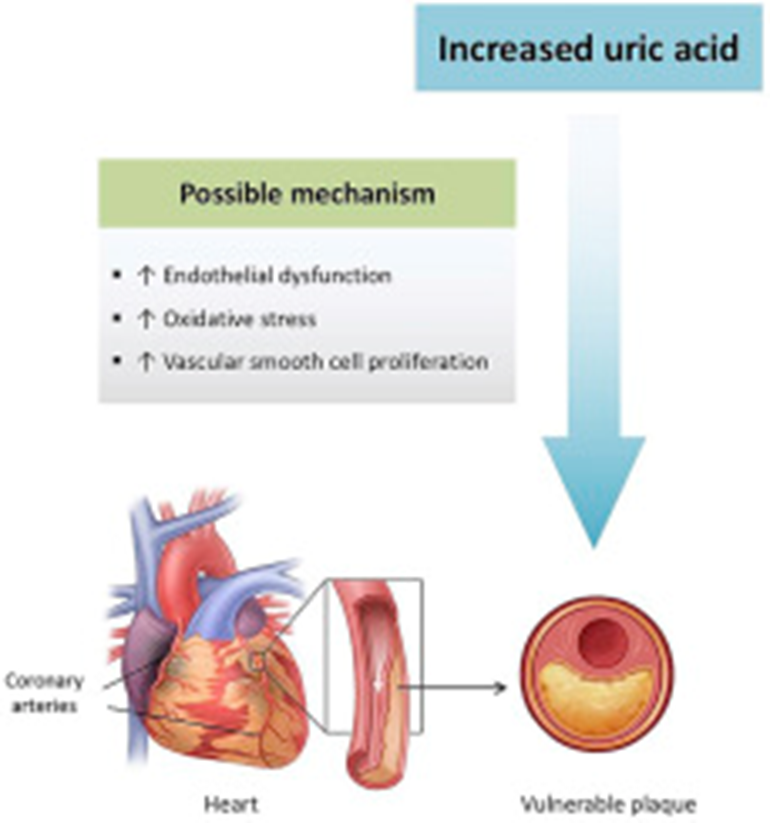 Increased uric acid
Possible mechanism
▪ ↑ Endothelial dysfunction
▪ ↑ Oxidative stress
▪ ↑ Vascular smooth cell proliferation
Coronary
arteries
Heart
Vulnerable plaque